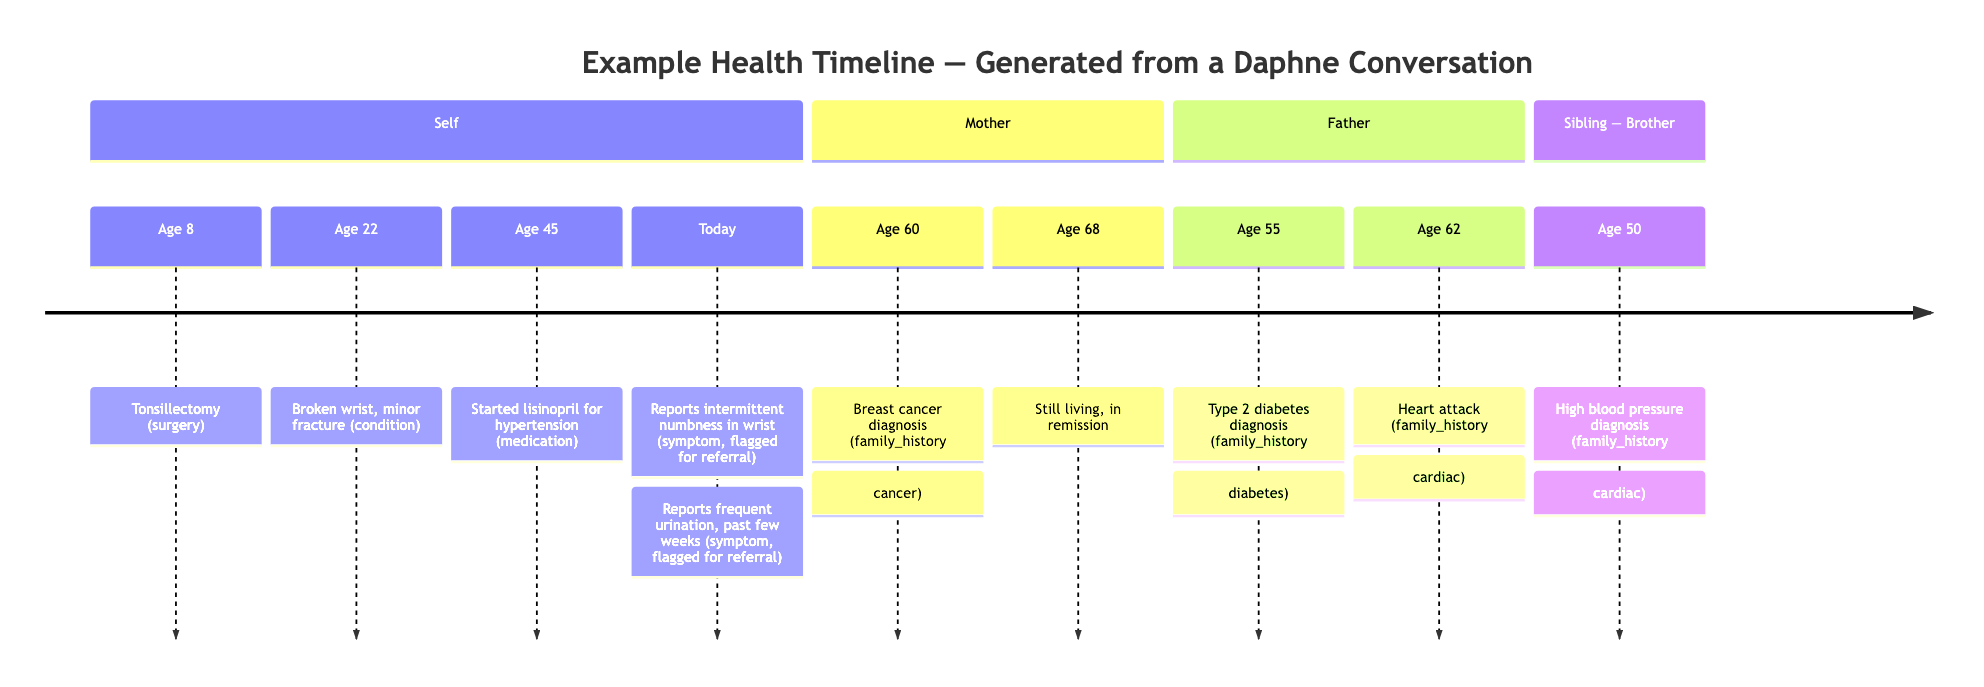 Example Health Timeline — Generated from a Daphne Conversation
Self
Mother
Father
Sibling — Brother
Age 8
Age 22
Age 45
Today
Age 60
Age 68
Age 55
Age 62
Age 50
Tonsillectomy
(surgery)
Broken wrist, minor
fracture (condition)
Started lisinopril for
hypertension
(medication)
Reports intermittent
numbness in wrist
(symptom, flagged
for referral)
Reports frequent
urination, past few
weeks (symptom,
flagged for referral)
Breast cancer
diagnosis
(family_history
cancer)
Still living, in
remission
Type 2 diabetes
diagnosis
(family_history
diabetes)
Heart attack
(family_history
cardiac)
High blood pressure
diagnosis
(family_history
cardiac)